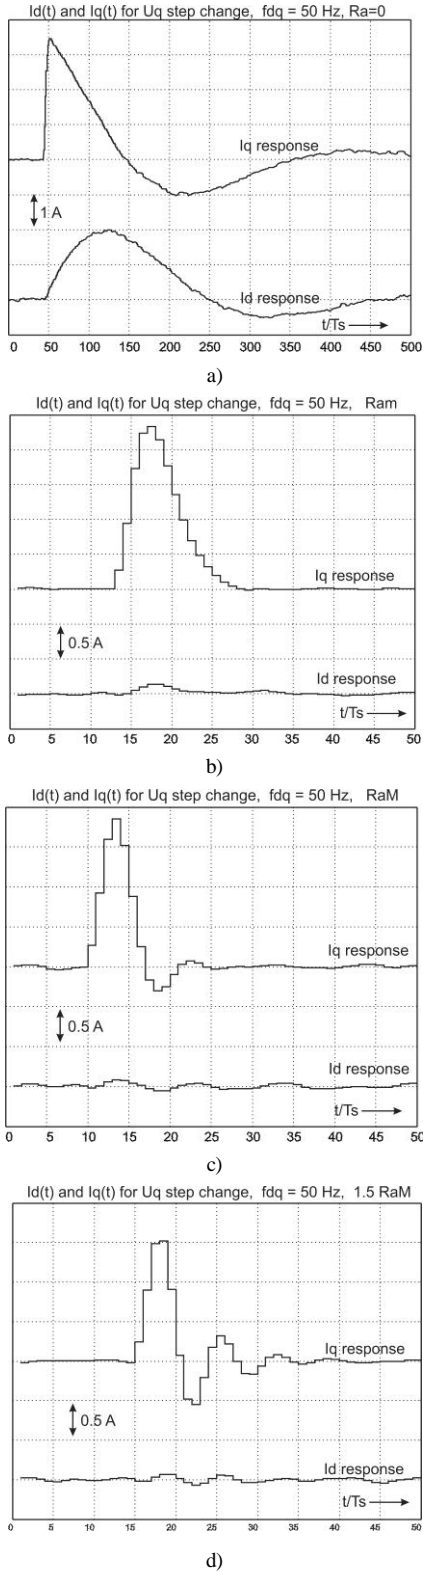 Id(t) and Iq(t) for Uq step change, fdq = 50 Hz, Ra=0
Iq response
1 A
Id response
t/Ts
0 50 100 150 200 250 300 350 400 450 500
a)
Id(t) and Iq(t) for Uq step change, fdq = 50 Hz, Ram
Iq response
0.5 A
Id response
t/Ts
0 5 10 15 20 25 30 35 40 45 50
b)
Id(t) and Iq(t) for Uq step change, fdq = 50 Hz, RaM
Iq response
0.5 A
Id response
t/Ts
0 5 10 15 20 25 30 35 40 45 50
c)
Id(t) and Iq(t) for Uq step change, fdq = 50 Hz, 1.5 RaM
Iq response
0.5 A
Id response
t/Ts
0 5 10 15 20 25 30 35 40 45 50
d)